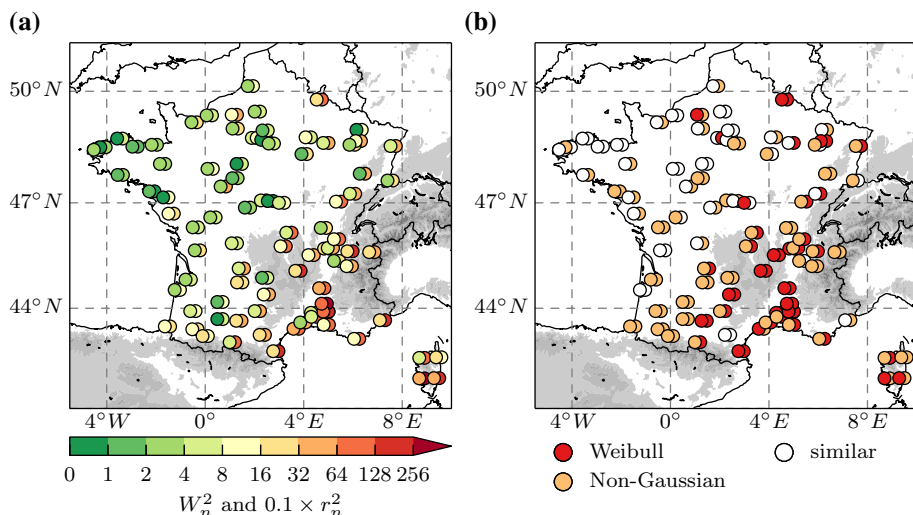 (a)
(b)
50° N
47° N
44° N
4° W
0°
4° E
8° E
50° N
47° N
44° N
4° W
0°
4° E
8° E
0 1 2 4 8 16 32 64 128 256
W_n^2 and 0.1 × r_n^2
Weibull
similar
Non-Gaussian